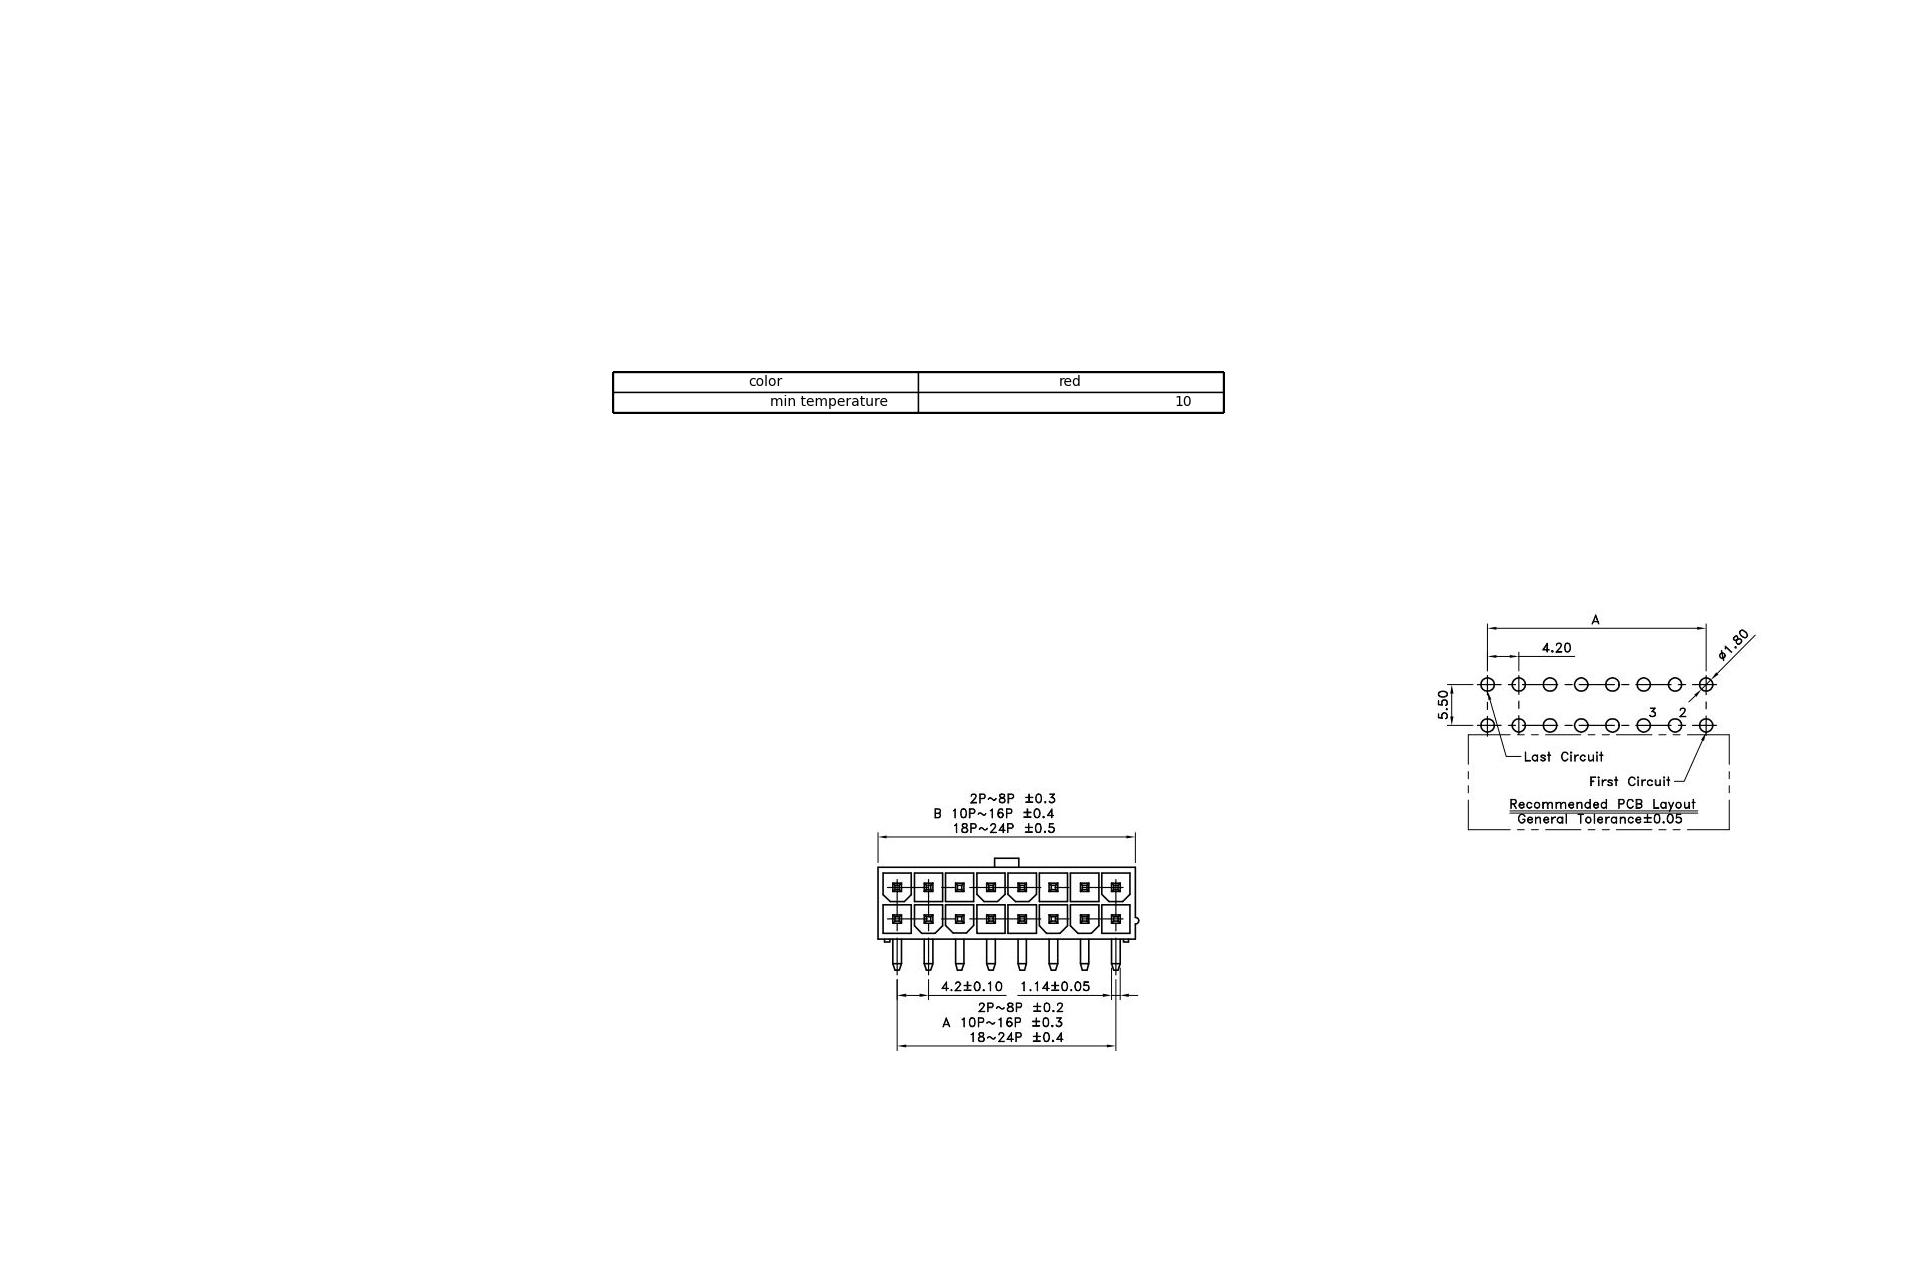 color red
min temperature 10
A
4.20
ø1.80
5.50
3 2
Last Circuit
First Circuit
Recommended PCB Layout
General Tolerance±0.05
2P~8P ±0.3
B 10P~16P ±0.4
18P~24P ±0.5
4.2±0.10 1.14±0.05
2P~8P ±0.2
A 10P~16P ±0.3
18~24P ±0.4